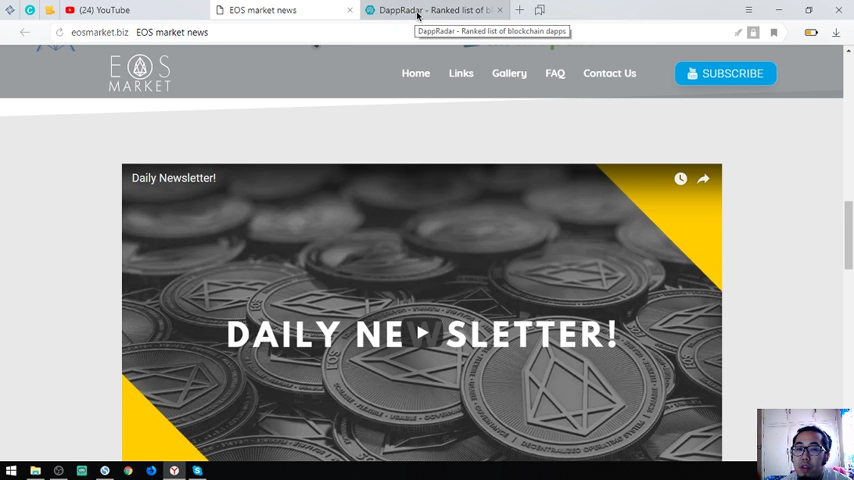 (24) YouTube
EOS market news
DappRadar - Ranked list of bl
DappRadar - Ranked list of blockchain dapps
eosmarket.biz EOS market news
EOS
MARKET
Home Links Gallery FAQ Contact Us
SUBSCRIBE
Daily Newsletter!
DAILY NEWSLETTER!